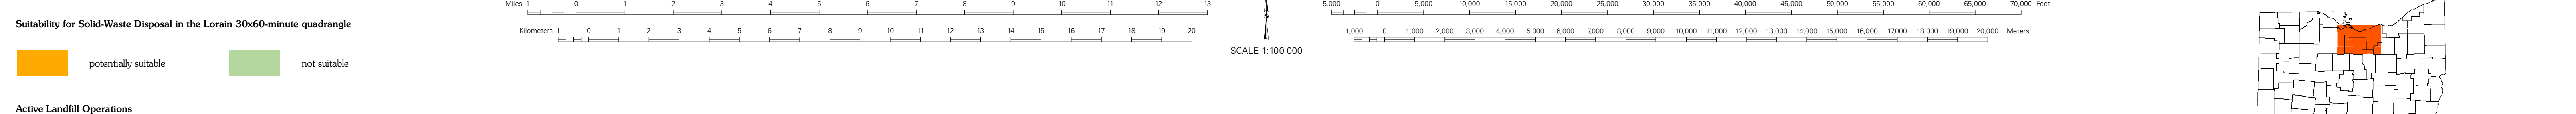 Suitability for Solid-Waste Disposal in the Lorain 30x60-minute quadrangle
potentially suitable
not suitable
Active Landfill Operations
Miles 1 0 1 2 3 4 5 6 7 8 9 10 11 12 13
Kilometers 1 0 1 2 3 4 5 6 7 8 9 10 11 12 13 14 15 16 17 18 19 20
SCALE 1:100 000
5,000 0 5,000 10,000 15,000 20,000 25,000 30,000 35,000 40,000 45,000 50,000 55,000 60,000 65,000 70,000 Feet
1,000 0 1,000 2,000 3,000 4,000 5,000 6,000 7,000 8,000 9,000 10,000 11,000 12,000 13,000 14,000 15,000 16,000 17,000 18,000 19,000 20,000 Meters